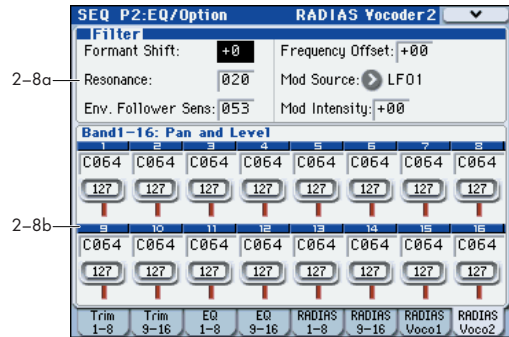 SEQ P2:EQ/Option RADIAS Vocoder2
Filter
Formant Shift: +0 Frequency Offset: +00
2-8a Resonance: 020 Mod Source: LFO1
Env. Follower Sens: 053 Mod Intensity: +00
Band1-16: Pan and Level
1 2 3 4 5 6 7 8
C064 C064 C064 C064 C064 C064 C064 C064
127 127 127 127 127 127 127 127
2-8b 9 10 11 12 13 14 15 16
C064 C064 C064 C064 C064 C064 C064 C064
127 127 127 127 127 127 127 127
Trim Trim EQ EQ RADIAS RADIAS RADIAS RADIAS
1-8 9-16 1-8 9-16 1-8 9-16 Voco1 Voco2